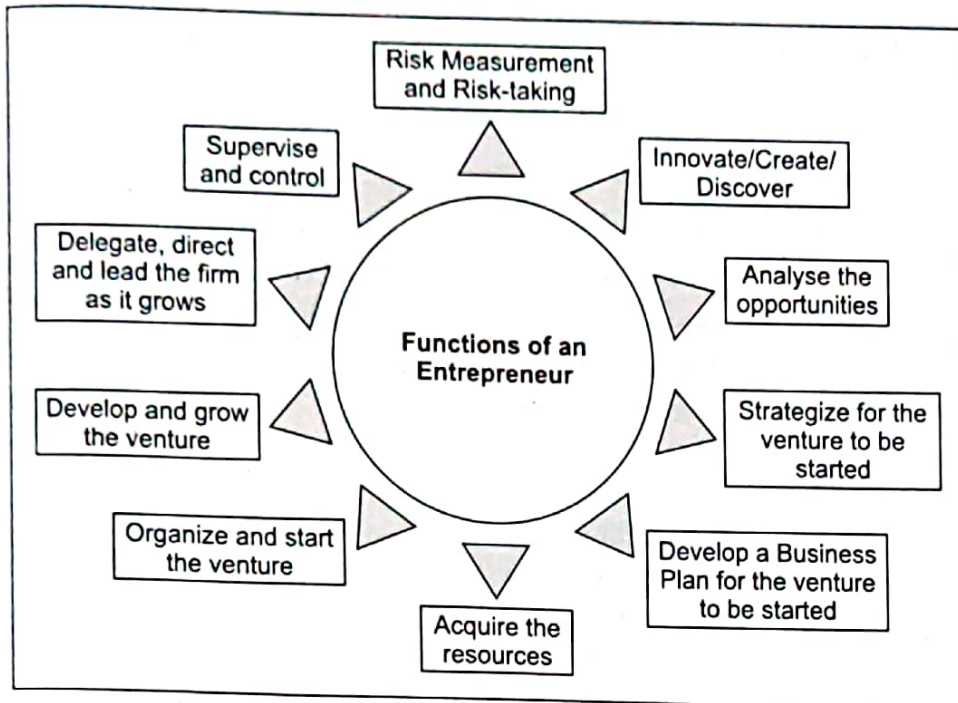 Risk Measurement
and Risk-taking
Innovate/Create/
Discover
Analyse the
opportunities
Strategize for the
venture to be
started
Develop a Business
Plan for the venture
to be started
Acquire the
resources
Organize and start
the venture
Develop and grow
the venture
Delegate, direct
and lead the firm
as it grows
Supervise
and control
Functions of an
Entrepreneur